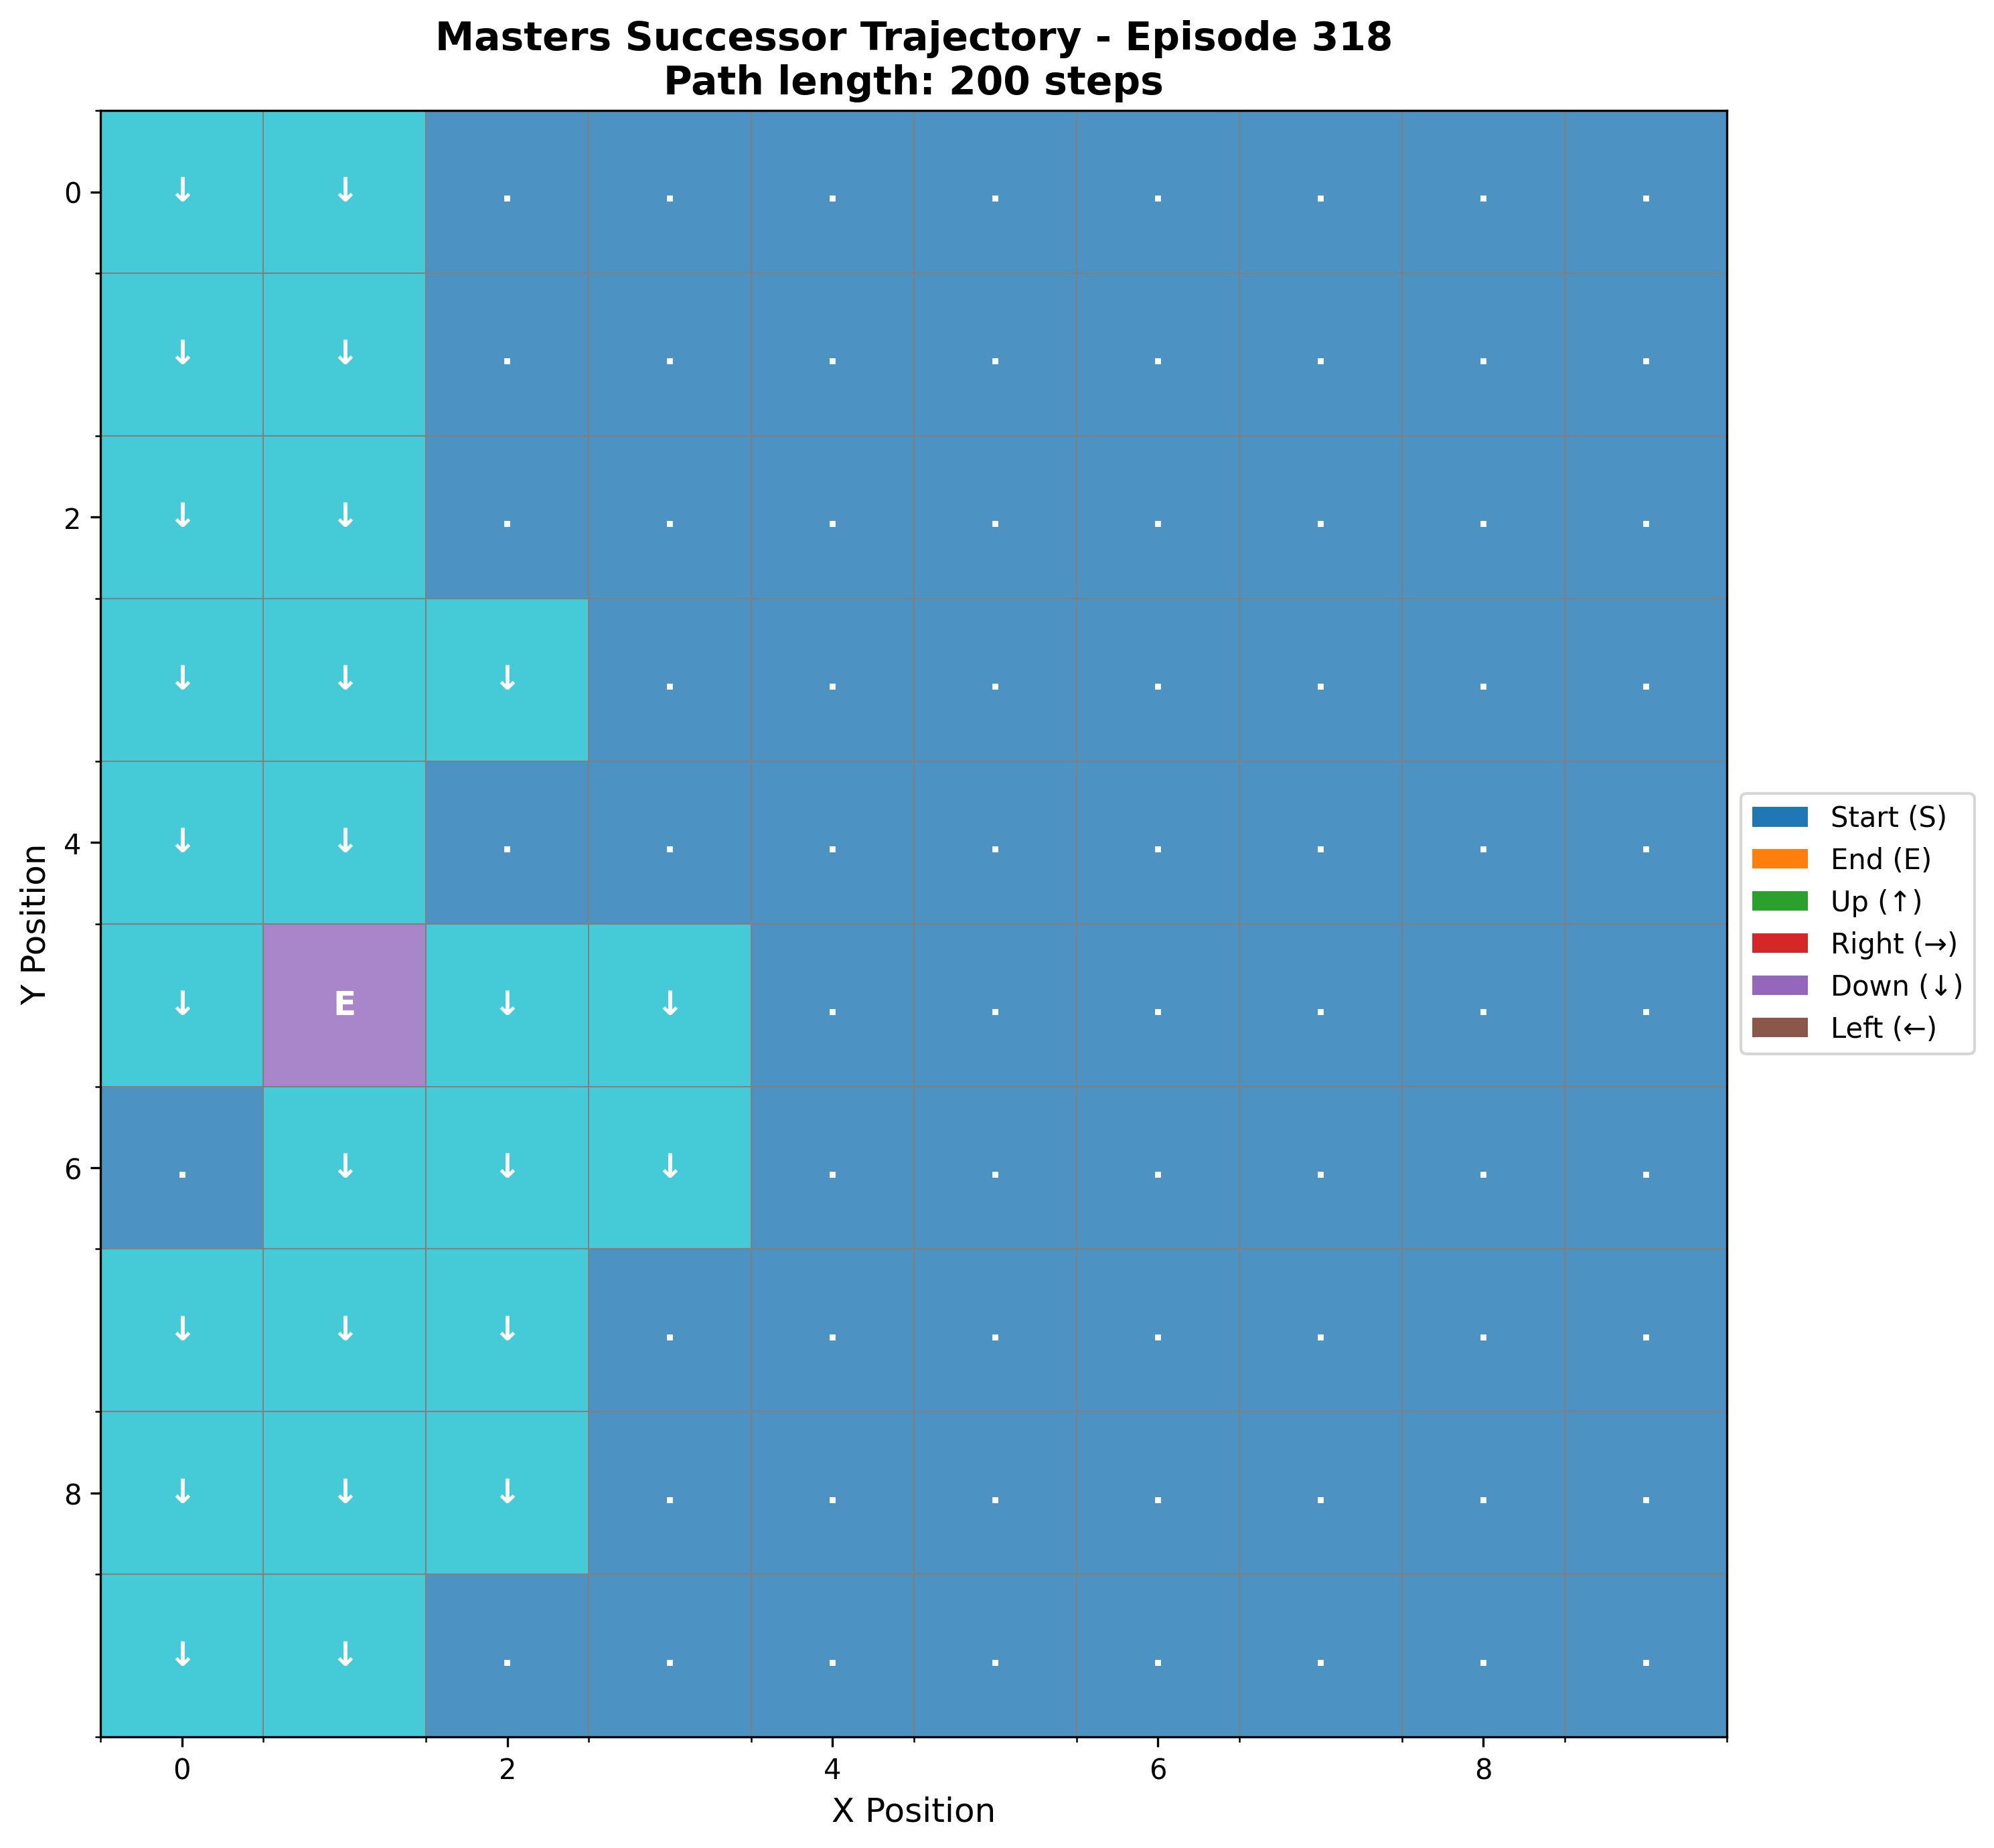 Masters Successor Trajectory - Episode 318
Path length: 200 steps
0 ↓ ↓ . . . . . . . .
↓ ↓ . . . . . . . .
2 ↓ ↓ . . . . . . . .
↓ ↓ ↓ . . . . . . .
4 ↓ ↓ . . . . . . . .
↓ E ↓ ↓ . . . . . .
6 . ↓ ↓ ↓ . . . . . .
↓ ↓ ↓ . . . . . . .
8 ↓ ↓ ↓ . . . . . . .
↓ ↓ . . . . . . . .
0 2 4 6 8
X Position
Y Position
Start (S)
End (E)
Up (↑)
Right (→)
Down (↓)
Left (←)